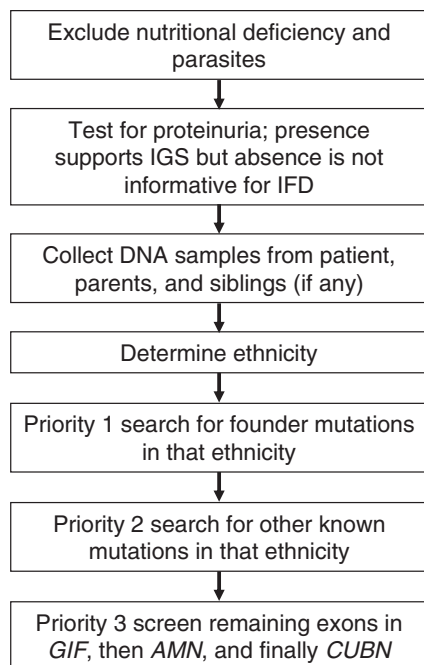 Exclude nutritional deficiency and
parasites
Test for proteinuria; presence
supports IGS but absence is not
informative for IFD
Collect DNA samples from patient,
parents, and siblings (if any)
Determine ethnicity
Priority 1 search for founder mutations
in that ethnicity
Priority 2 search for other known
mutations in that ethnicity
Priority 3 screen remaining exons in
GIF, then AMN, and finally CUBN